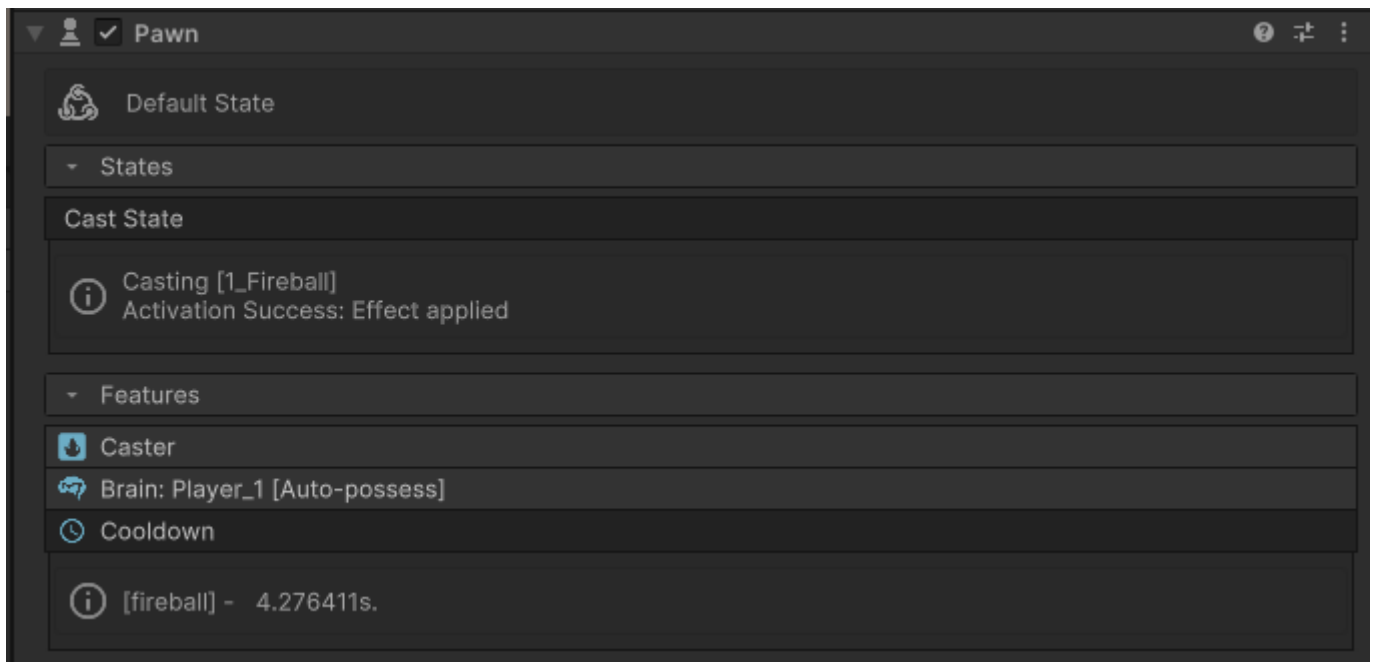 Pawn
Default State
States
Cast State
Casting [1_Fireball]
Activation Success: Effect applied
Features
Caster
Brain: Player_1 [Auto-possess]
Cooldown
[fireball] - 4.276411s.